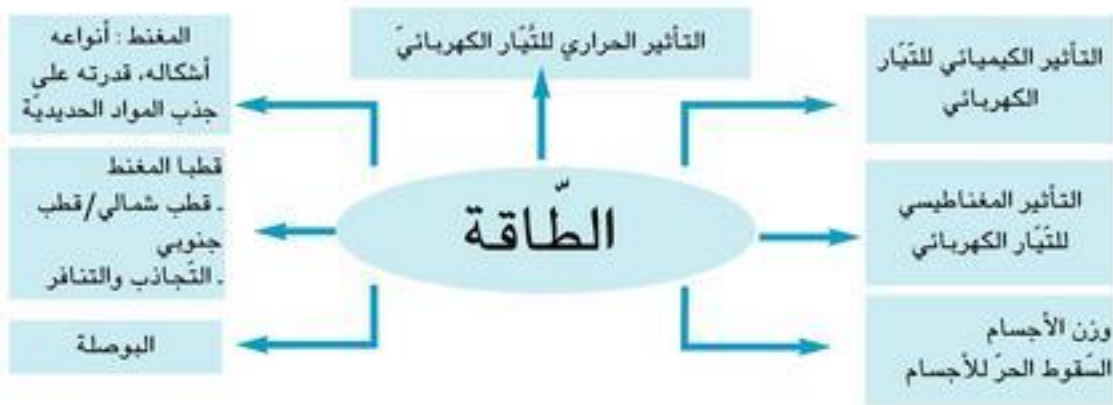 التأثير الحراري للتّيّار الكهربائيّ
التأثير الكيميائي للتّيّار
الكهربائي
المغنط : أنواعه
أشكاله، قدرته على
جذب المواد الحديديّة
الطّاقة
التأثير المغناطيسي
للتّيّار الكهربائي
قطبا المغنط
. قطب شمالي/قطب
جنوبي
. التّجاذب والتنافر
وزن الأجسام
السّقوط الحرّ للأجسام
البوصلة